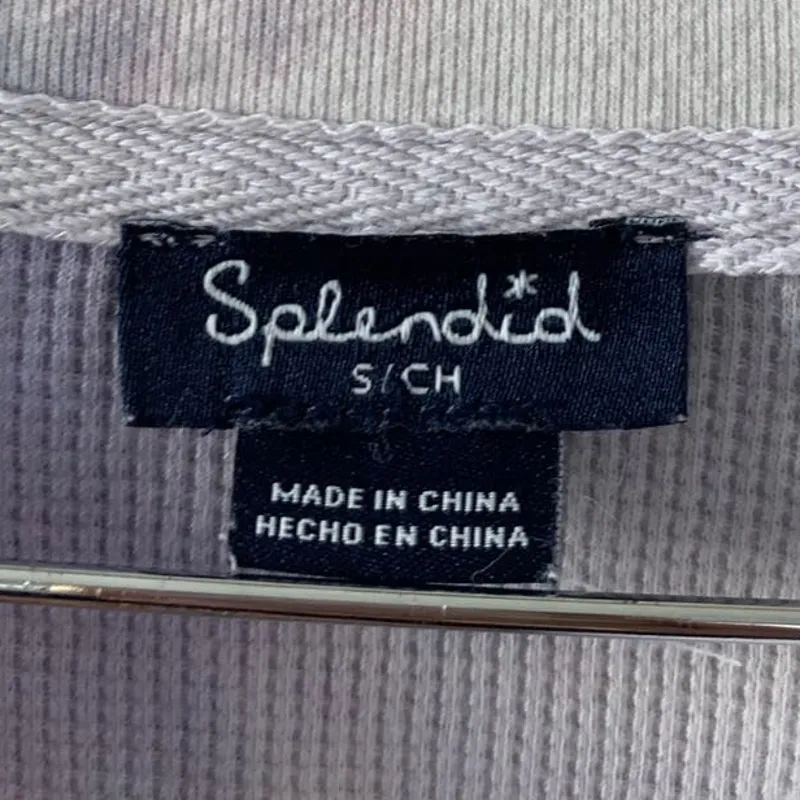 Splendid
S/CH
MADE IN CHINA
HECHO EN CHINA